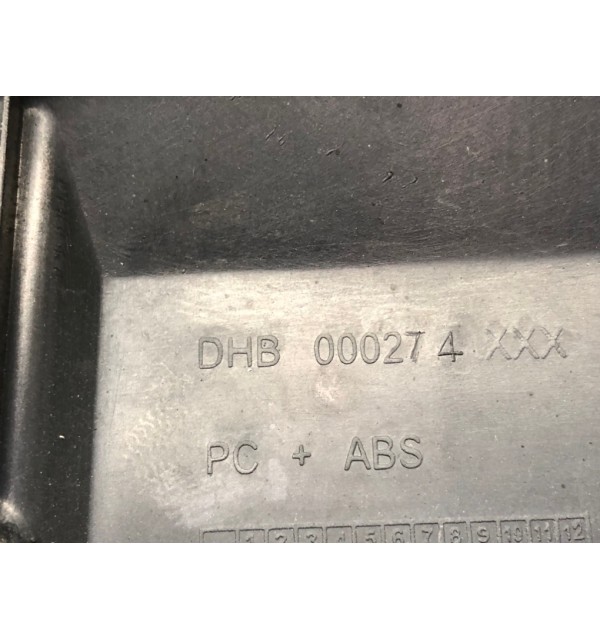 DHB 000274 XXX
PC + ABS
1 2 3 4 5 6 7 8 9 10 11 12